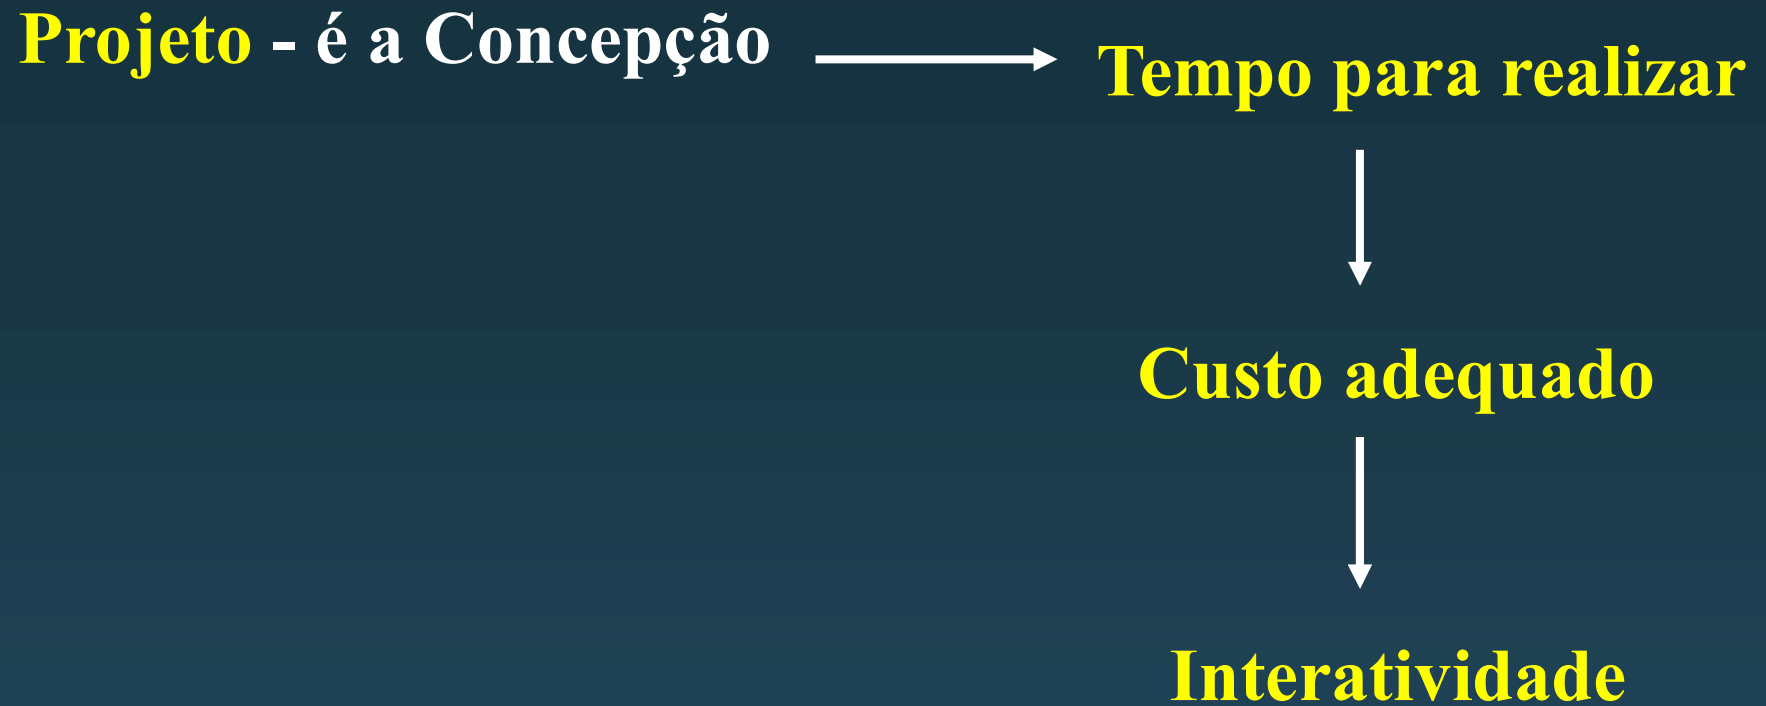 Projeto - é a Concepção
Tempo para realizar
Custo adequado
Interatividade